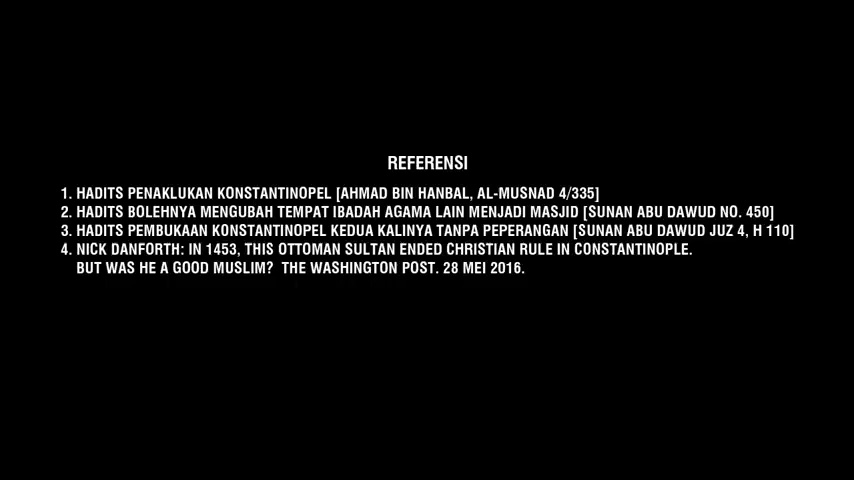 REFERENSI
1. HADITS PENAKLUKAN KONSTANTINOPEL [AHMAD BIN HANBAL, AL-MUSNAD 4/335]
2. HADITS BOLEHNYA MENGUBAH TEMPAT IBADAH AGAMA LAIN MENJADI MASJID [SUNAN ABU DAWUD NO. 450]
3. HADITS PEMBUKAAN KONSTANTINOPEL KEDUA KALINYA TANPA PEPERANGAN [SUNAN ABU DAWUD JUZ 4, H 110]
4. NICK DANFORTH: IN 1453, THIS OTTOMAN SULTAN ENDED CHRISTIAN RULE IN CONSTANTINOPLE.
BUT WAS HE A GOOD MUSLIM? THE WASHINGTON POST. 28 MEI 2016.